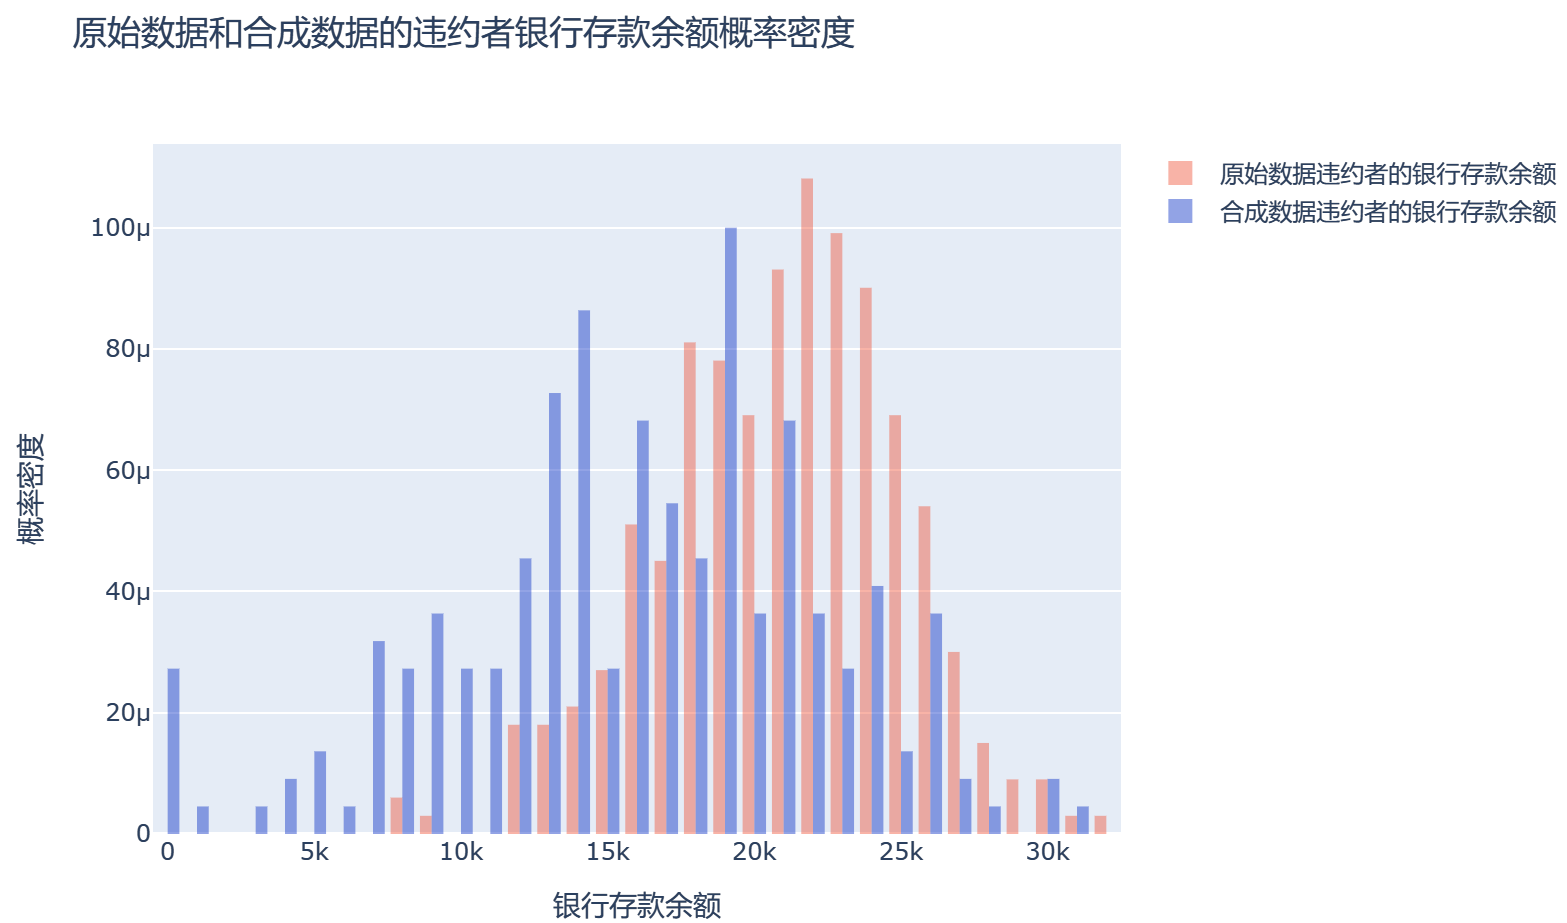 原始数据和合成数据的违约者银行存款余额概率密度
原始数据违约者的银行存款余额
合成数据违约者的银行存款余额
100μ
80μ
60μ
40μ
20μ
0
概率密度
0 5k 10k 15k 20k 25k 30k
银行存款余额